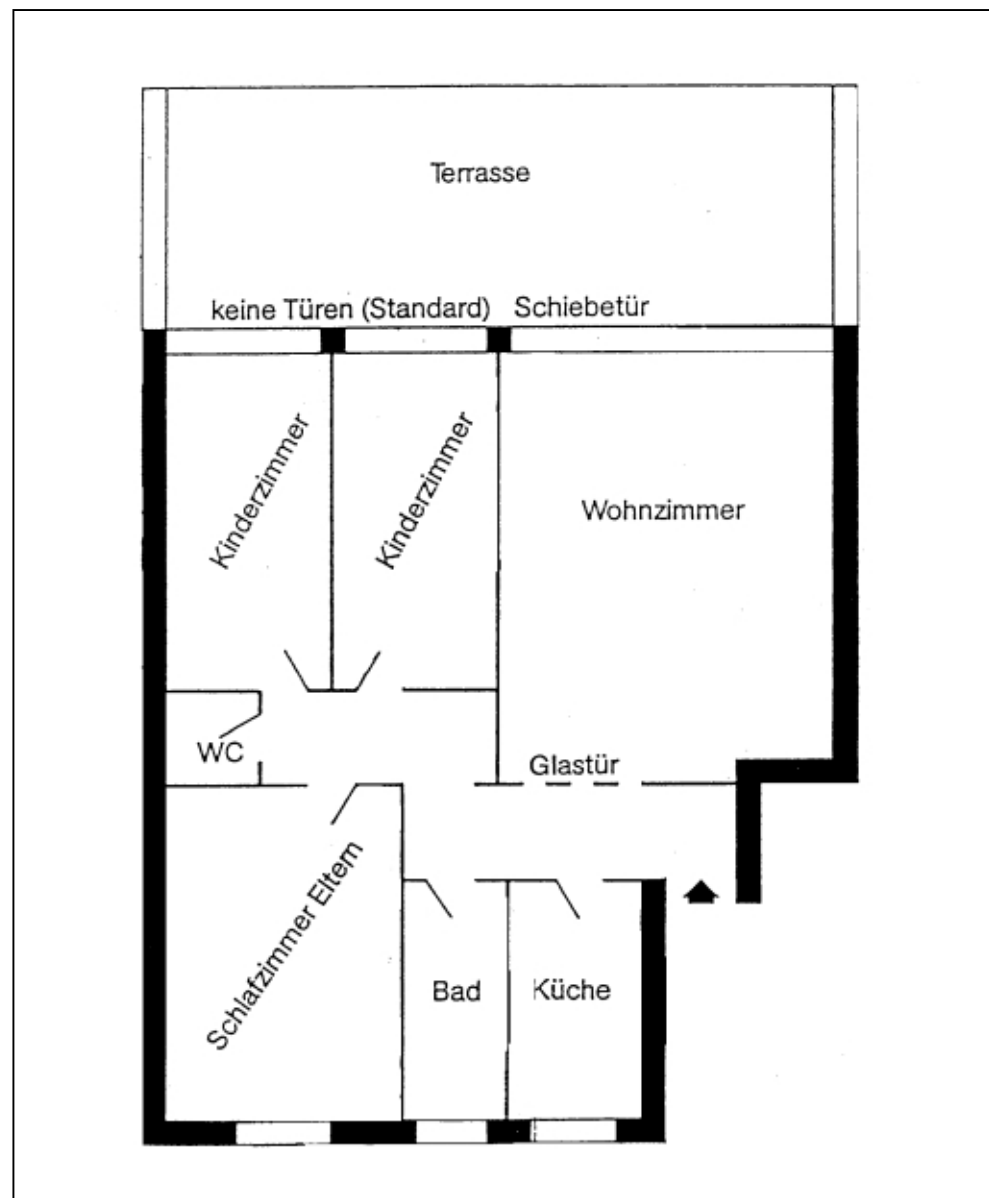 Terrasse
keine Türen (Standard) Schiebetür
Kinderzimmer
Kinderzimmer
Wohnzimmer
WC
Glastür
Schlafzimmer Eltern
Bad
Küche